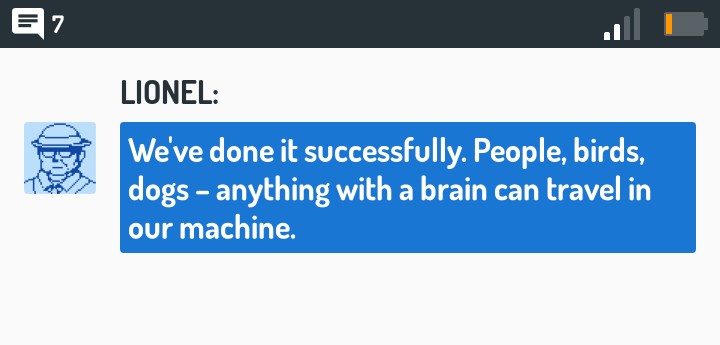 7
LIONEL:
We've done it successfully. People, birds,
dogs – anything with a brain can travel in
our machine.